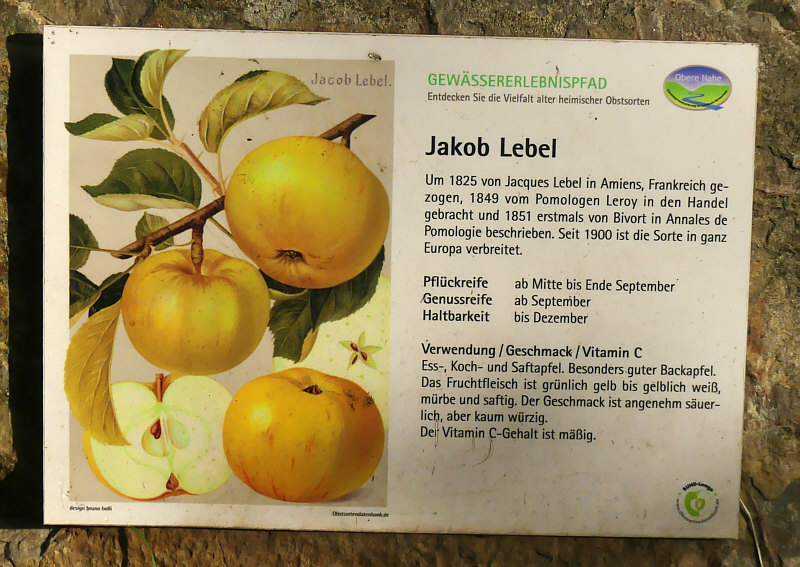 Jacob Lebel.
GEWÄSSERERLEBNISPFAD
Entdecken Sie die Vielfalt alter heimischer Obstsorten
Obere Nahe
Jakob Lebel
Um 1825 von Jacques Lebel in Amiens, Frankreich ge-
zogen, 1849 vom Pomologen Leroy in den Handel
gebracht und 1851 erstmals von Bivort in Annales de
Pomologie beschrieben. Seit 1900 ist die Sorte in ganz
Europa verbreitet.
Pflückreife ab Mitte bis Ende September
Genussreife ab September
Haltbarkeit bis Dezember
Verwendung / Geschmack / Vitamin C
Ess-, Koch- und Saftapfel. Besonders guter Backapfel.
Das Fruchtfleisch ist grünlich gelb bis gelblich weiß,
mürbe und saftig. Der Geschmack ist angenehm säuer-
lich, aber kaum würzig.
Der Vitamin C-Gehalt ist mäßig.
design bruno bolli
Obstsortendatenbank.de
BUND-Lemgo